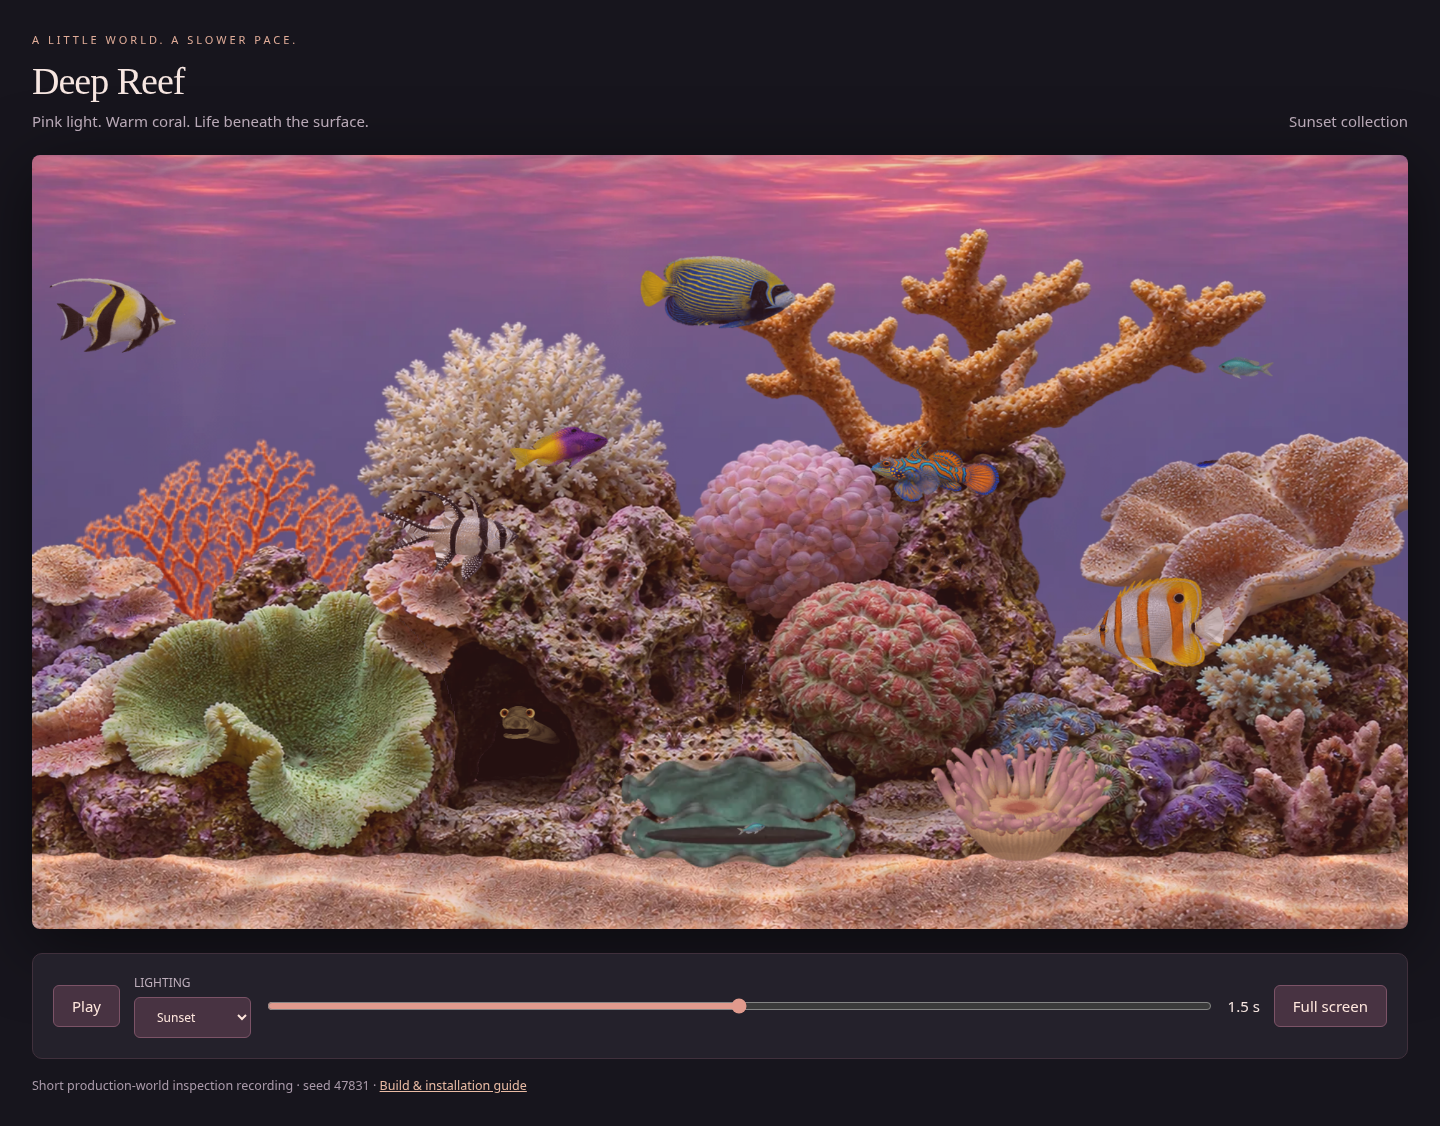 A LITTLE WORLD. A SLOWER PACE.
Deep Reef
Pink light. Warm coral. Life beneath the surface.
Sunset collection
LIGHTING
Play
Sunset
1.5 s
Full screen
Short production-world inspection recording · seed 47831 · Build & installation guide